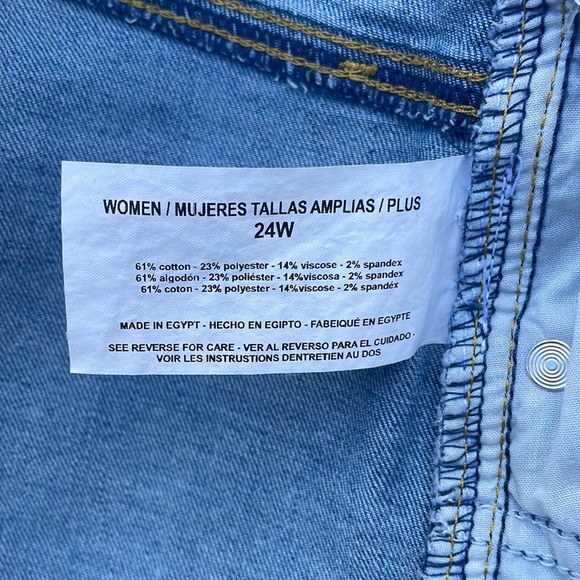 WOMEN / MUJERES TALLAS AMPLIAS / PLUS
24W
61% cotton - 23% polyester - 14% viscose - 2% spandex
61% algodón - 23% poliéster - 14%viscosa - 2% spandex
61% coton - 23% poliester - 14%viscose - 2% spandéx
MADE IN EGYPT - HECHO EN EGIPTO - FABEIQUÉ EN EGYPTE
SEE REVERSE FOR CARE - VER AL REVERSO PARA EL CUIDADO -
VOIR LES INSTRUSTIONS DENTRETIEN AU DOS